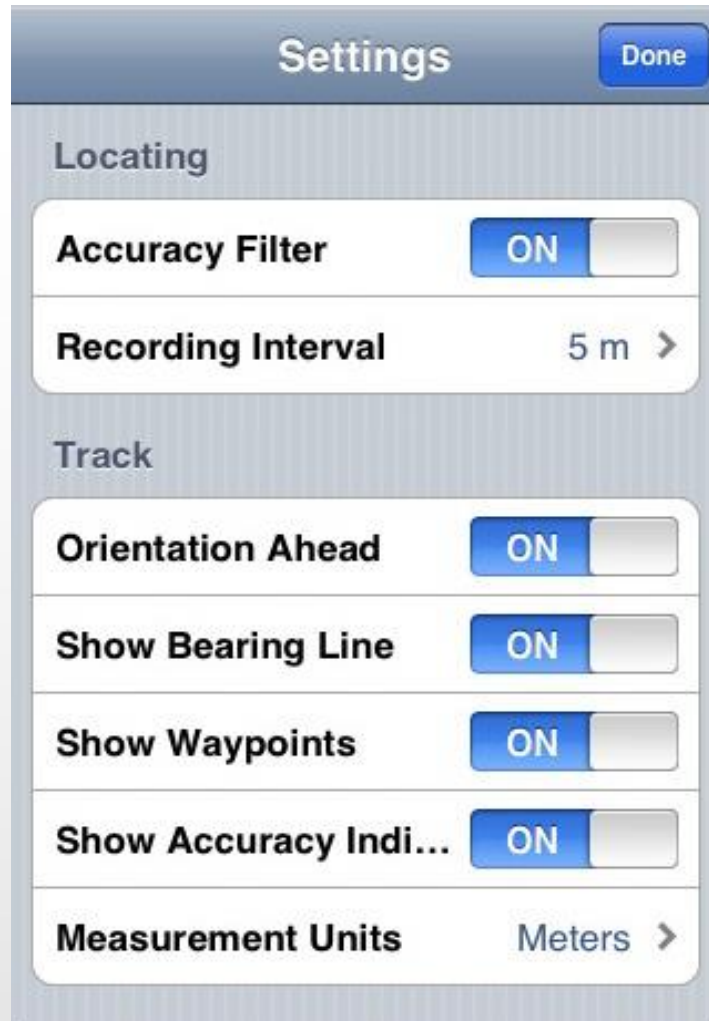 Settings
Done
Locating
Accuracy Filter ON
Recording Interval 5 m >
Track
Orientation Ahead ON
Show Bearing Line ON
Show Waypoints ON
Show Accuracy Indi... ON
Measurement Units Meters >